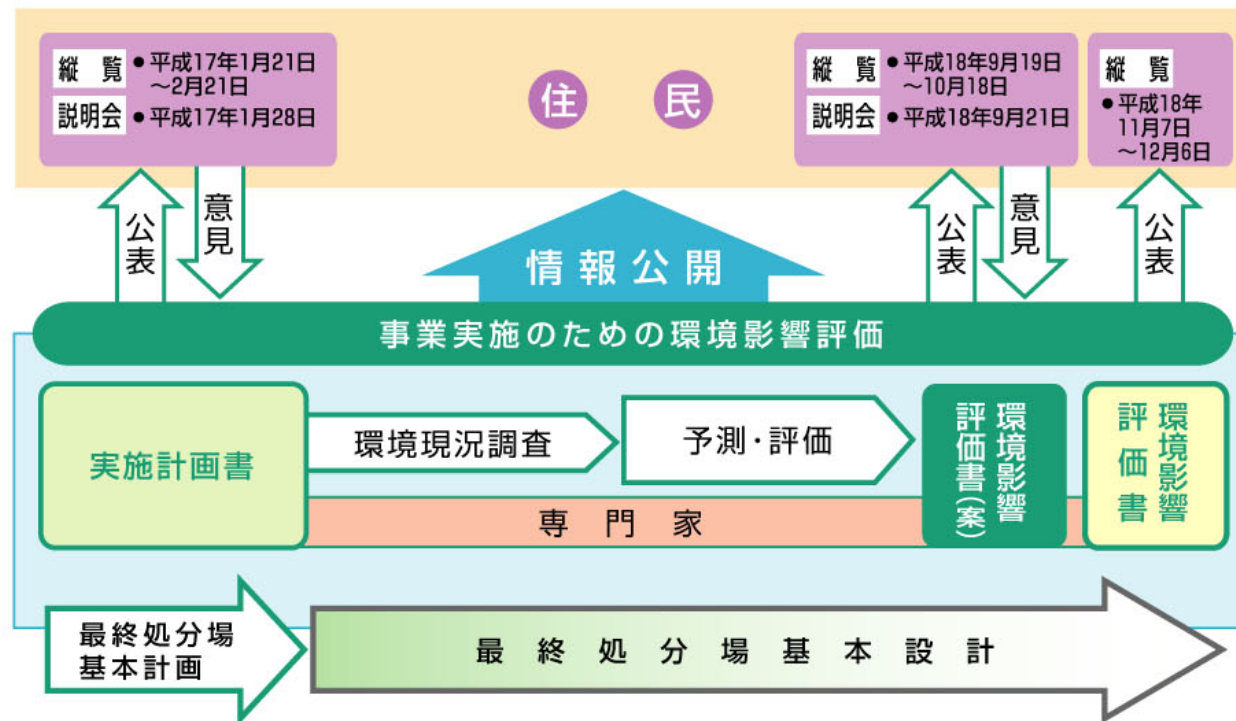 縦覧 ●平成17年1月21日
～2月21日
説明会 ●平成17年1月28日
住民
縦覧 ●平成18年9月19日
～10月18日
説明会 ●平成18年9月21日
縦覧
●平成18年
11月7日
～12月6日
公表
意見
情報公開
公表
意見
公表
事業実施のための環境影響評価
実施計画書
環境現況調査
予測・評価
環境影響
評価書(案)
環境影響
評価書
専門家
最終処分場
基本計画
最終処分場基本設計